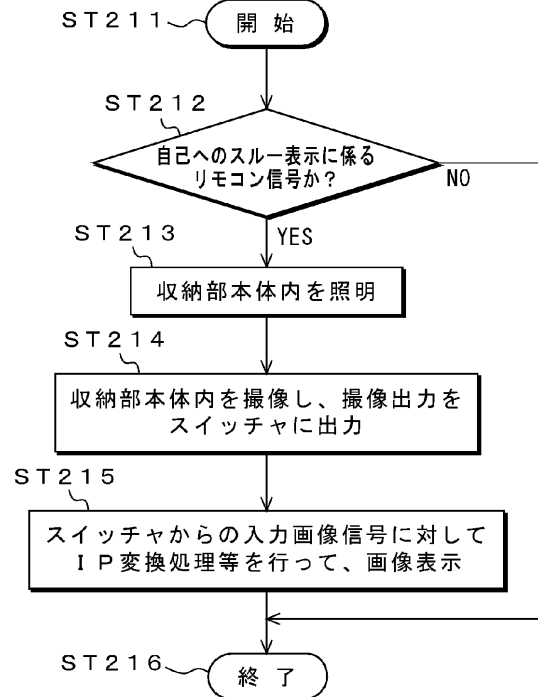 ST211
開始
ST212
自己へのスルー表示に係る
リモコン信号か？
NO
YES
ST213
収納部本体内を照明
ST214
収納部本体内を撮像し、撮像出力を
スイッチャに出力
ST215
スイッチャからの入力画像信号に対して
ＩＰ変換処理等を行って、画像表示
ST216
終了